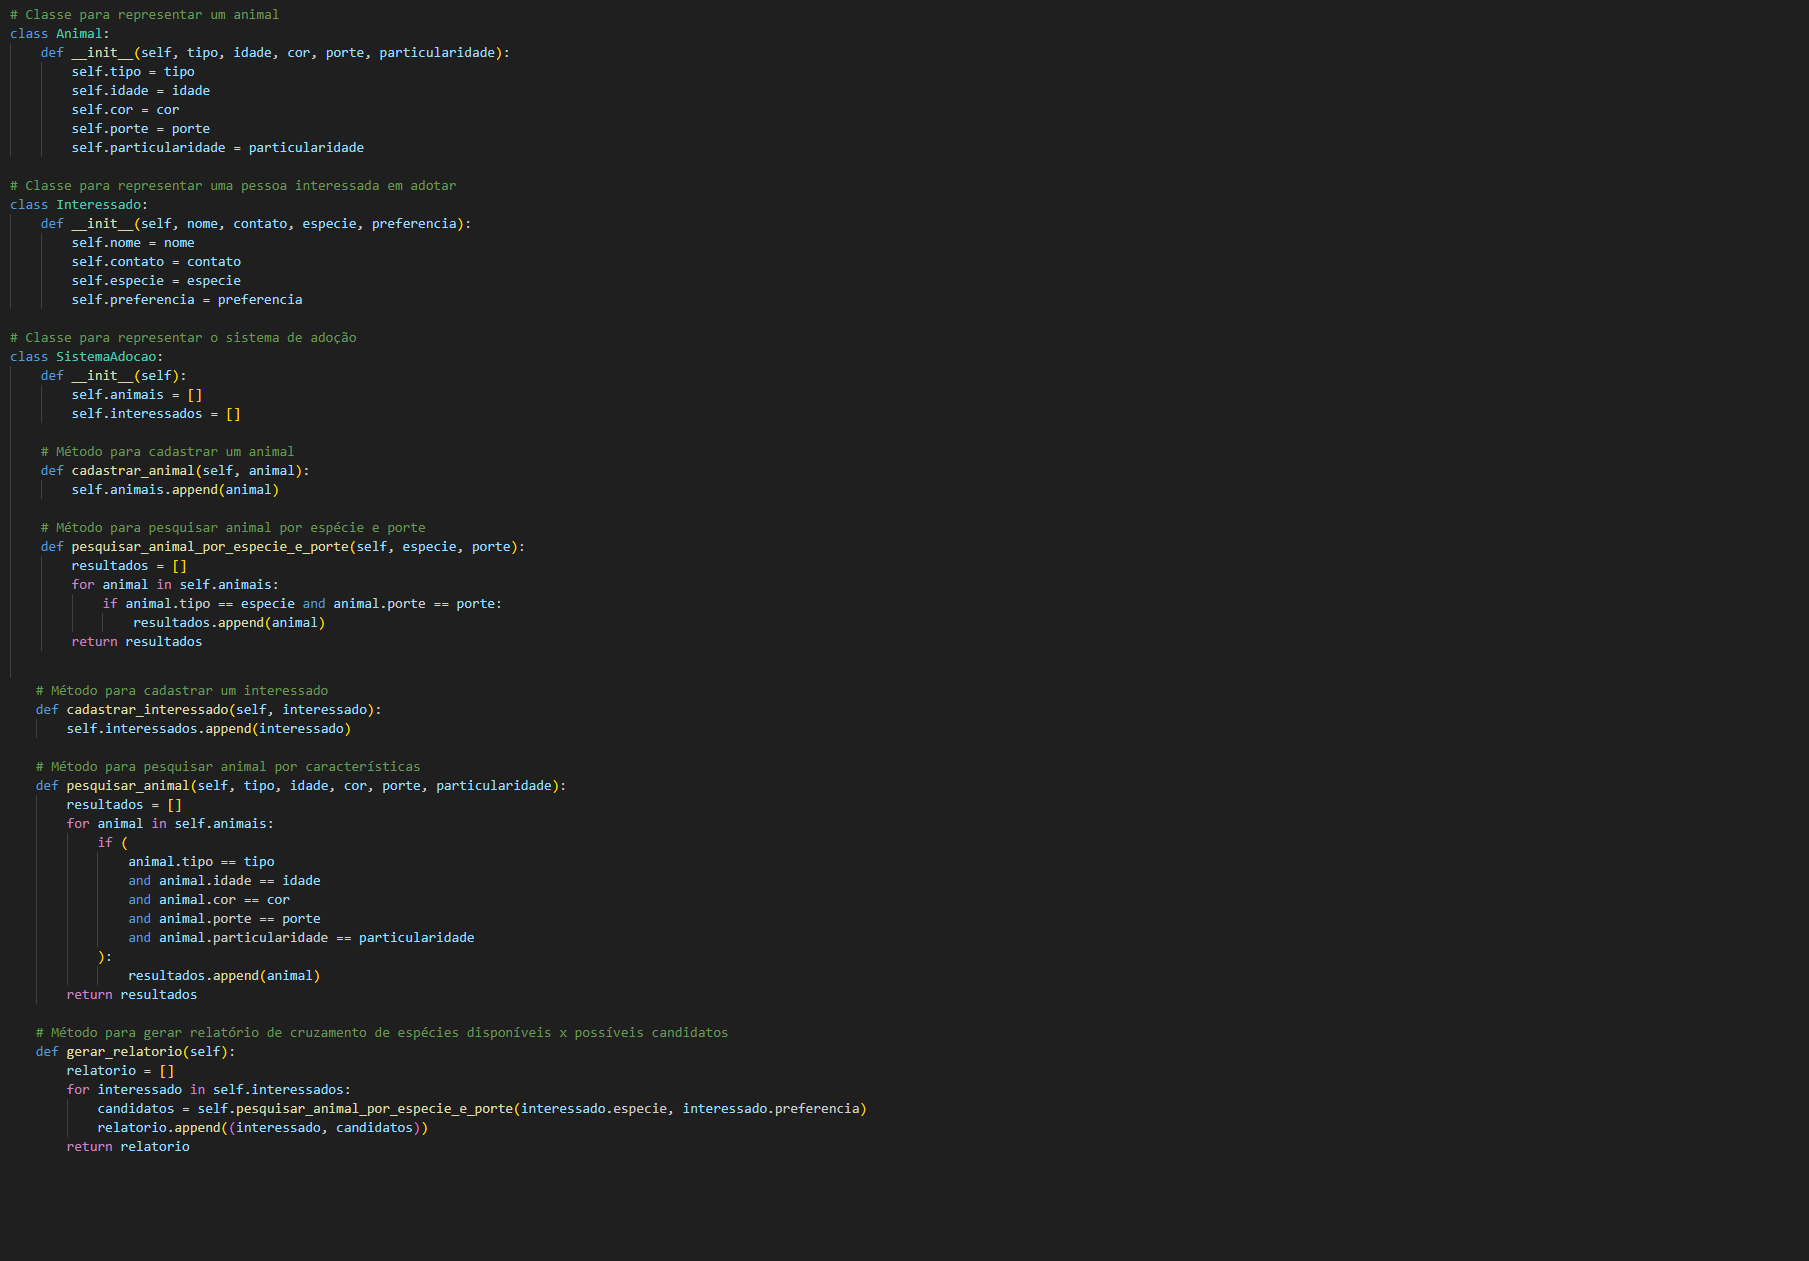 # Classe para representar um animal
class Animal:
    def __init__(self, tipo, idade, cor, porte, particularidade):
        self.tipo = tipo
        self.idade = idade
        self.cor = cor
        self.porte = porte
        self.particularidade = particularidade

# Classe para representar uma pessoa interessada em adotar
class Interessado:
    def __init__(self, nome, contato, especie, preferencia):
        self.nome = nome
        self.contato = contato
        self.especie = especie
        self.preferencia = preferencia

# Classe para representar o sistema de adoção
class SistemaAdocao:
    def __init__(self):
        self.animais = []
        self.interessados = []

    # Método para cadastrar um animal
    def cadastrar_animal(self, animal):
        self.animais.append(animal)

    # Método para pesquisar animal por espécie e porte
    def pesquisar_animal_por_especie_e_porte(self, especie, porte):
        resultados = []
        for animal in self.animais:
            if animal.tipo == especie and animal.porte == porte:
                resultados.append(animal)
        return resultados

    # Método para cadastrar um interessado
    def cadastrar_interessado(self, interessado):
        self.interessados.append(interessado)

    # Método para pesquisar animal por características
    def pesquisar_animal(self, tipo, idade, cor, porte, particularidade):
        resultados = []
        for animal in self.animais:
            if (
                animal.tipo == tipo
                and animal.idade == idade
                and animal.cor == cor
                and animal.porte == porte
                and animal.particularidade == particularidade
            ):
                resultados.append(animal)
        return resultados

    # Método para gerar relatório de cruzamento de espécies disponíveis x possíveis candidatos
    def gerar_relatorio(self):
        relatorio = []
        for interessado in self.interessados:
            candidatos = self.pesquisar_animal_por_especie_e_porte(interessado.especie, interessado.preferencia)
            relatorio.append((interessado, candidatos))
        return relatorio